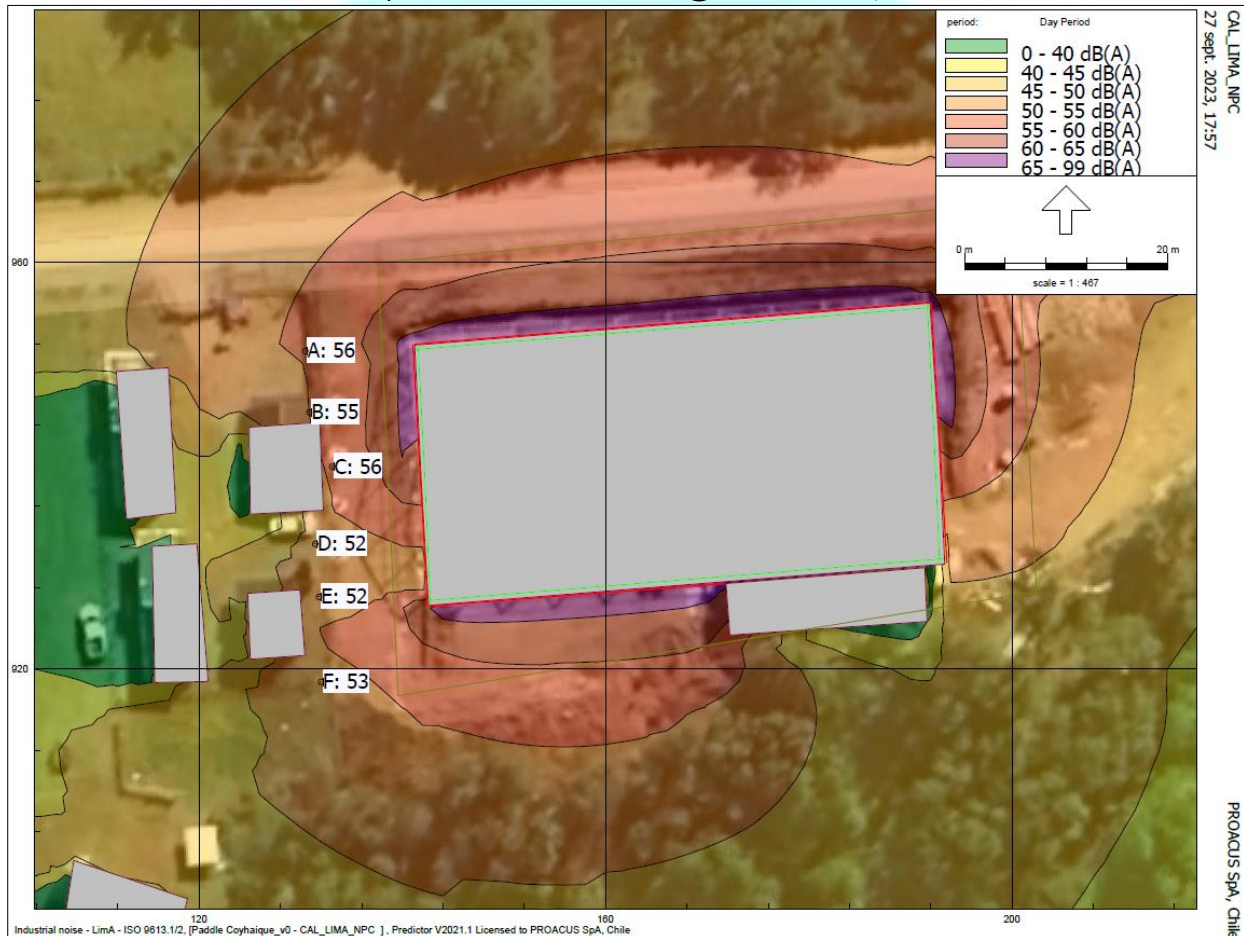 period: Day Period
0 - 40 dB(A)
40 - 45 dB(A)
45 - 50 dB(A)
50 - 55 dB(A)
55 - 60 dB(A)
60 - 65 dB(A)
65 - 99 dB(A)
0 m 20 m
scale = 1 : 467
CAL_LIMA_NPC
27 sept. 2023, 17:57
960
A: 56
B: 55
C: 56
D: 52
E: 52
920
F: 53
120 160 200
Industrial noise - LimA - ISO 9613.1/2, [Paddle Coyhaique_v0 - CAL_LIMA_NPC ] , Predictor V2021.1 Licensed to PROACUS SpA, Chile
PROACUS SpA, Chile